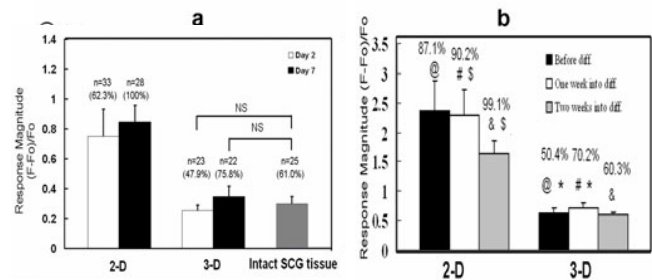 a
Response Magnitude
(F-Fo)/Fo
1.4
1.2
1
0.8
0.6
0.4
0.2
0
Day 2
Day 7
n=33
(62.3%)
n=28
(100%)
NS
NS
n=23
(47.9%)
n=22
(75.8%)
n=25
(61.0%)
2-D
3-D
Intact SCG tissue
b
Response Magnitude (F-Fo)/Fo
3.5
3
2.5
2
1.5
1
0.5
0
87.1%
@
90.2%
# $
99.1%
& $
Before diff.
One week into diff.
Two weeks into diff.
50.4%
@ *
70.2%
# *
60.3%
&
2-D
3-D